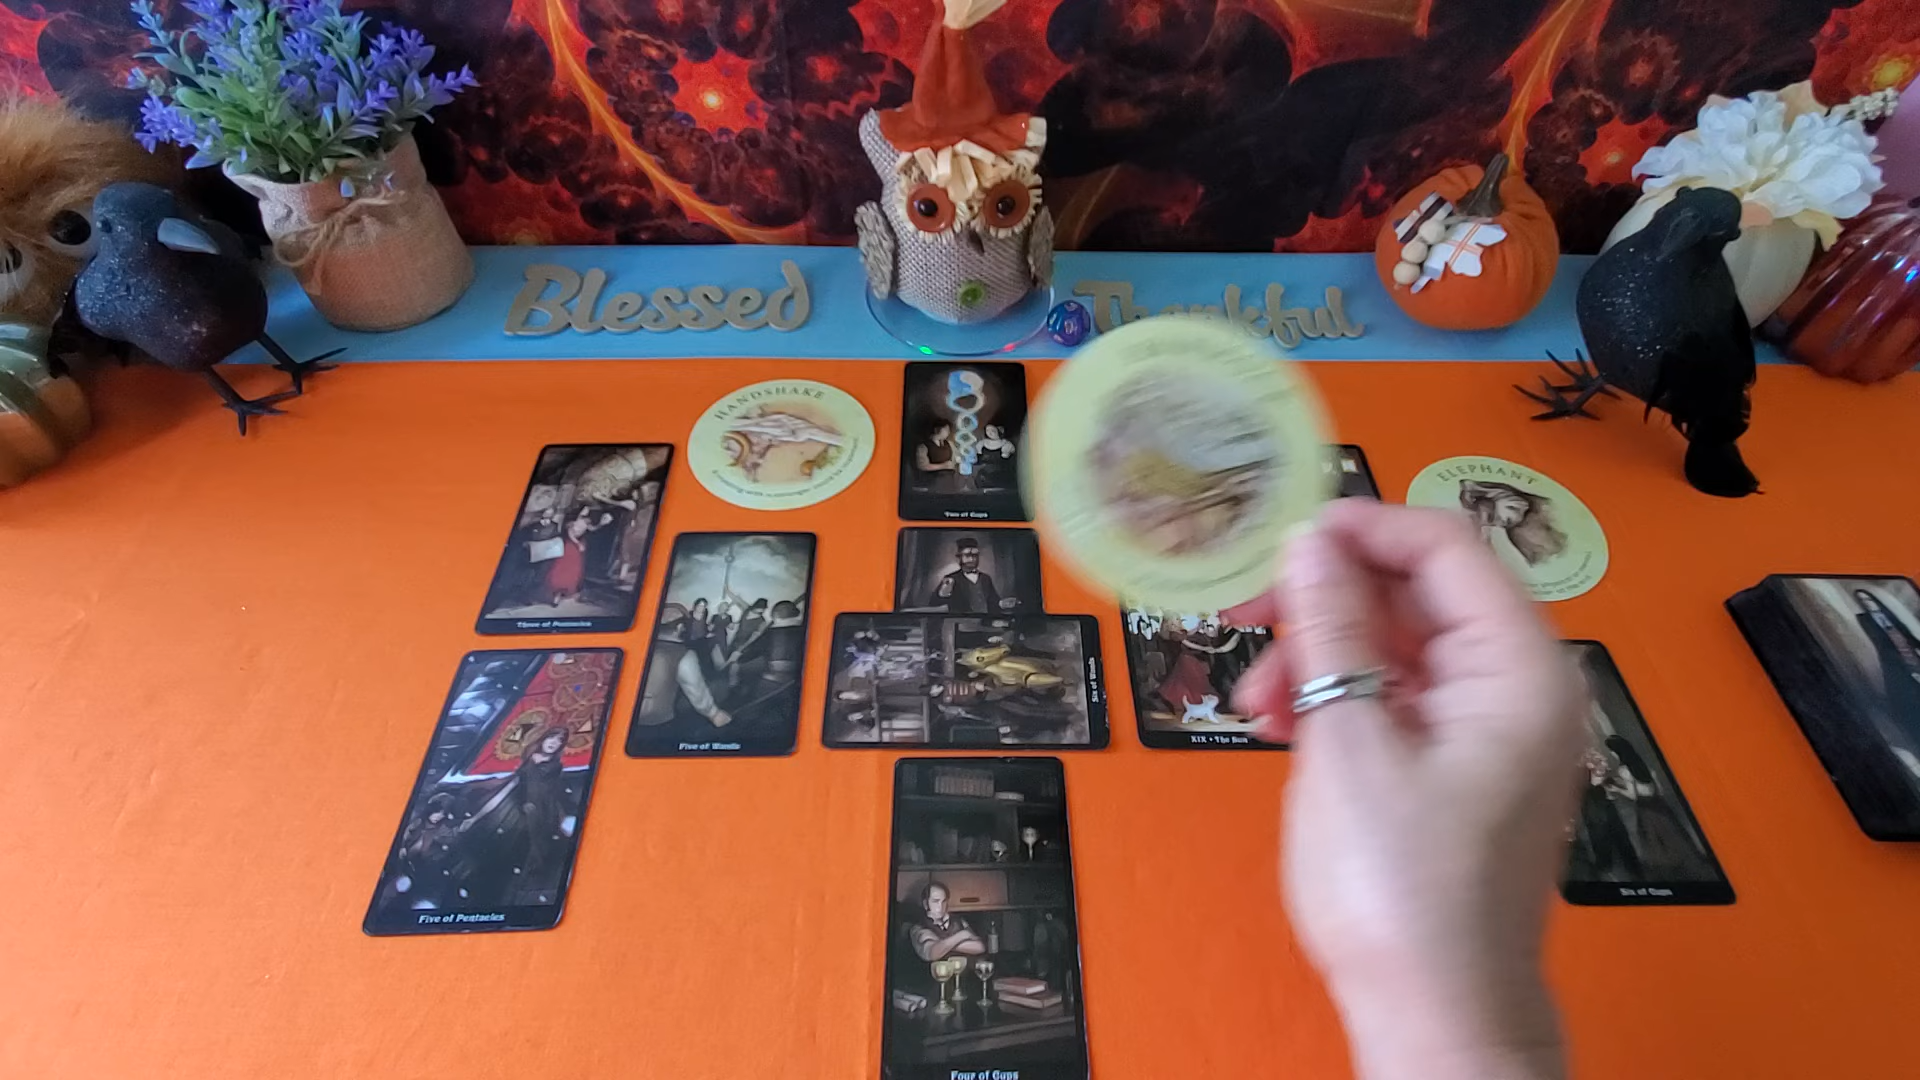 Blessed
Thankful
HANDSHAKE
ELEPHANT
Two of Cups
Three of Pentacles
Five of Wands
Six of Wands
XIX • The Sun
Six of Cups
Five of Pentacles
Four of Cups